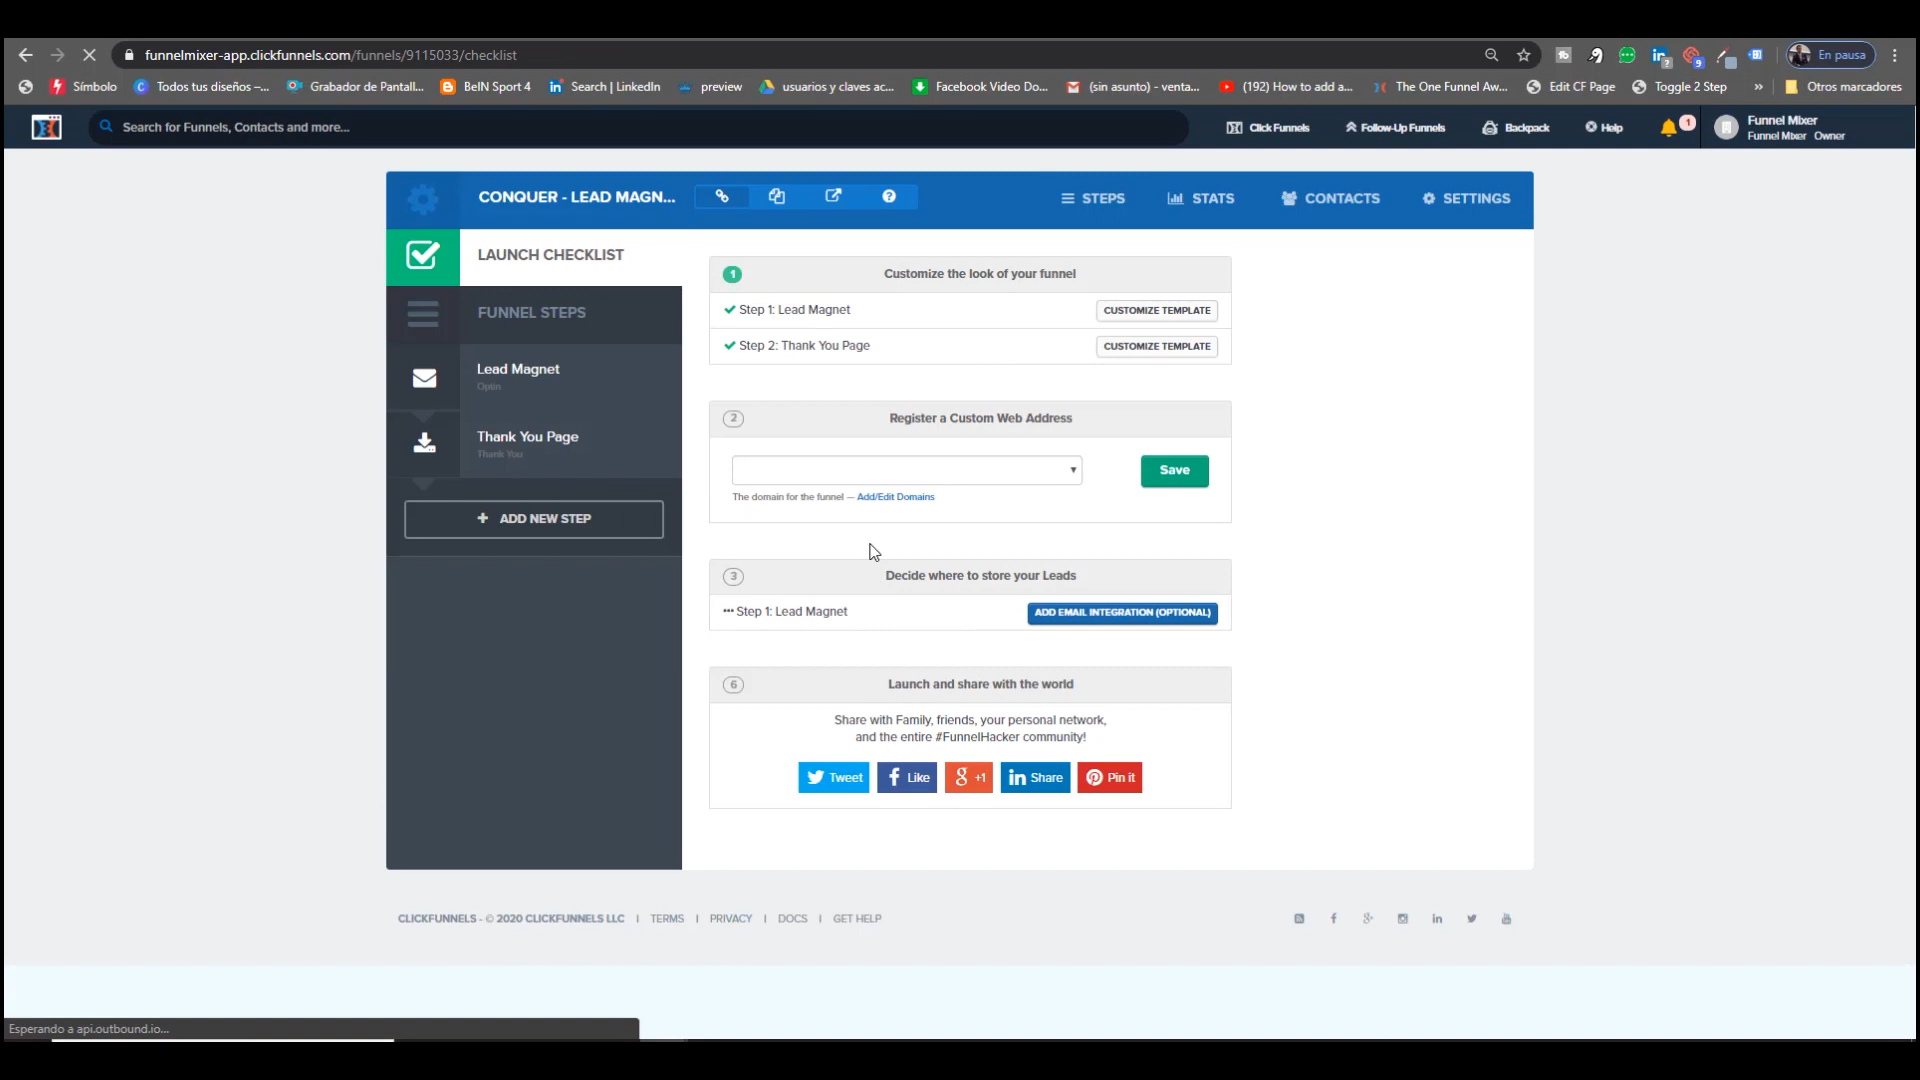 funnelmixer-app.clickfunnels.com/funnels/9115033/checklist
En pausa
Símbolo
Todos tus diseños –...
Grabador de Pantall...
BeIN Sport 4
Search | LinkedIn
preview
usuarios y claves ac...
Facebook Video Do...
(sin asunto) - venta...
(192) How to add a...
The One Funnel Aw...
Edit CF Page
Toggle 2 Step
»
Otros marcadores
Search for Funnels, Contacts and more...
ClickFunnels
Follow-Up Funnels
Backpack
Help
1
Funnel Mixer
Funnel Mixer Owner
CONQUER - LEAD MAGN...
STEPS
STATS
CONTACTS
SETTINGS
LAUNCH CHECKLIST
FUNNEL STEPS
Lead Magnet
Optin
Thank You Page
Thank You
+ ADD NEW STEP
1 Customize the look of your funnel
Step 1: Lead Magnet
CUSTOMIZE TEMPLATE
Step 2: Thank You Page
CUSTOMIZE TEMPLATE
2 Register a Custom Web Address
Save
The domain for the funnel — Add/Edit Domains
3 Decide where to store your Leads
··· Step 1: Lead Magnet
ADD EMAIL INTEGRATION (OPTIONAL)
6 Launch and share with the world
Share with Family, friends, your personal network,
and the entire #FunnelHacker community!
Tweet
Like
+1
Share
Pin it
CLICKFUNNELS - © 2020 CLICKFUNNELS LLC | TERMS | PRIVACY | DOCS | GET HELP
Esperando a api.outbound.io...